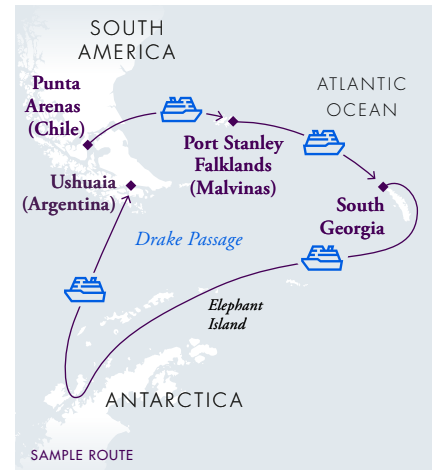 SOUTH
AMERICA
Punta
Arenas
(Chile)
ATLANTIC
OCEAN
Port Stanley
Falklands
(Malvinas)
Ushuaia
(Argentina)
South
Georgia
Drake Passage
Elephant
Island
ANTARCTICA
SAMPLE ROUTE